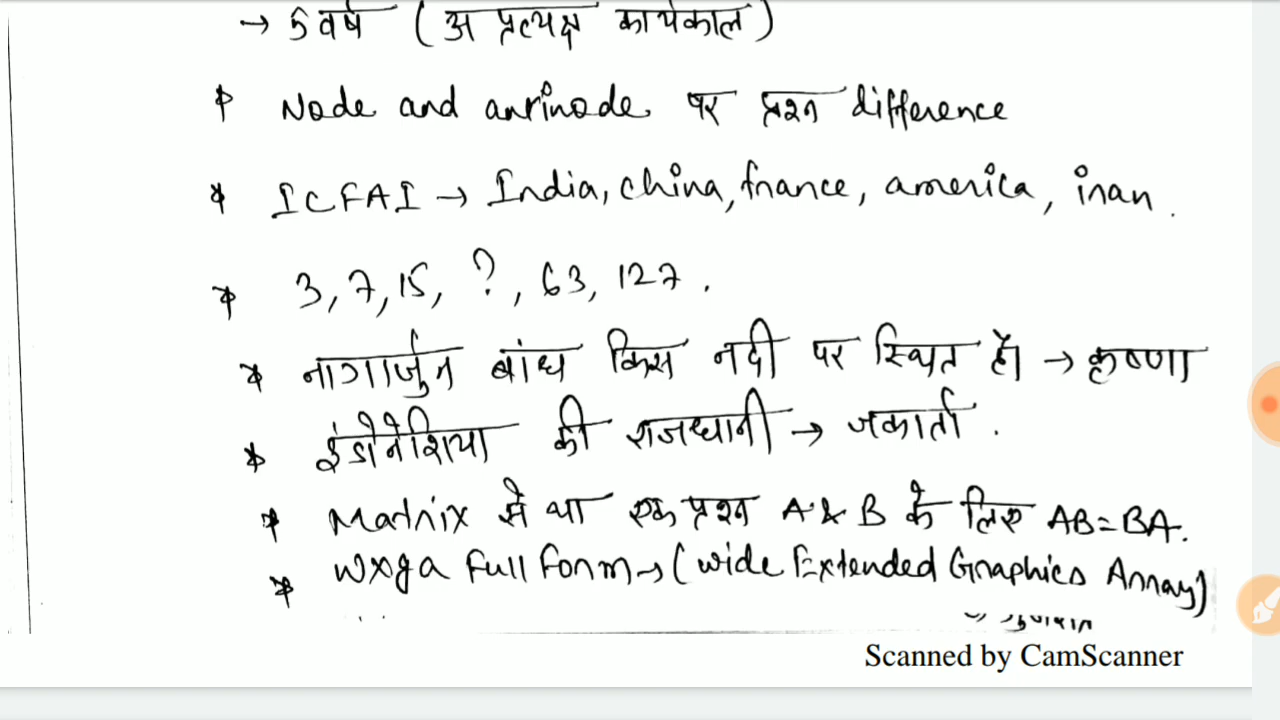 → 5 वर्ष (अ प्रत्यक्ष कार्यकाल)
* Node and antinode पर प्रश्न difference
* ICFAI → India, china, france, america, iran.
* 3, 7, 15, ?, 63, 127.
* नागार्जुन बांध किस नदी पर स्थित है। → कृष्णा
* इंडोनेशिया की राजधानी → जकार्ता.
* Matrix से था एक प्रश्न A & B के लिए AB=BA.
* wxga full form → (wide Extended Graphics Array)
Scanned by CamScanner